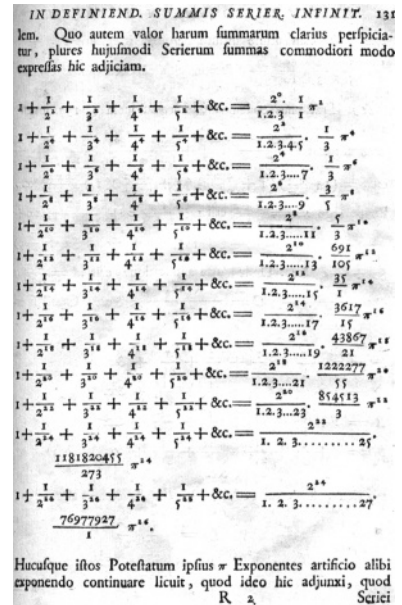 IN DEFINIEND. SUMMIS SERIER. INFINIT. 131
lem. Quo autem valor harum summarum clarius perspicia-
tur, plures hujusmodi Serierum summas commodiori modo
expressas hic adjiciam.
1+1/2²+1/3²+1/4²+1/5²+&c.=2⁰/1.2.3 1/1 π²
1+1/2⁴+1/3⁴+1/4⁴+1/5⁴+&c.=2²/1.2.3.4.5. 1/3 π⁴
1+1/2⁶+1/3⁶+1/4⁶+1/5⁶+&c.=2⁴/1.2.3....7. 1/3 π⁶
1+1/2⁸+1/3⁸+1/4⁸+1/5⁸+&c.=2⁶/1.2.3...9. 3/5 π⁸
1+1/2¹⁰+1/3¹⁰+1/4¹⁰+1/5¹⁰+&c.=2⁸/1.2.3.....11. 5/3 π¹⁰
1+1/2¹²+1/3¹²+1/4¹²+1/5¹²+&c.=2¹⁰/1.2.3.....13. 691/105 π¹²
1+1/2¹⁴+1/3¹⁴+1/4¹⁴+1/5¹⁴+&c.=2¹²/1.2.3....15. 35/1 π¹⁴
1+1/2¹⁶+1/3¹⁶+1/4¹⁶+1/5¹⁶+&c.=2¹⁴/1.2.3.....17. 3617/15 π¹⁶
1+1/2¹⁸+1/3¹⁸+1/4¹⁸+1/5¹⁸+&c.=2¹⁶/1.2.3.....19. 43867/21 π¹⁸
1+1/2²⁰+1/3²⁰+1/4²⁰+1/5²⁰+&c.=2¹⁸/1.2.3....21. 1222277/55 π²⁰
1+1/2²²+1/3²²+1/4²²+1/5²²+&c.=2²⁰/1.2.3...23. 854513/3 π²²
1+1/2²⁴+1/3²⁴+1/4²⁴+1/5²⁴+&c.=2²²/1. 2. 3.........25.
1181820455/273 π²⁴
1+1/2²⁶+1/3²⁶+1/4²⁶+1/5²⁶+&c.=2²⁴/1. 2. 3.........27.
76977927/1 π²⁶.
Hucusque istos Potestatum ipsius π Exponentes artificio alibi
exponendo continuare licuit, quod ideo hic adjunxi, quod
R 2 Seriei